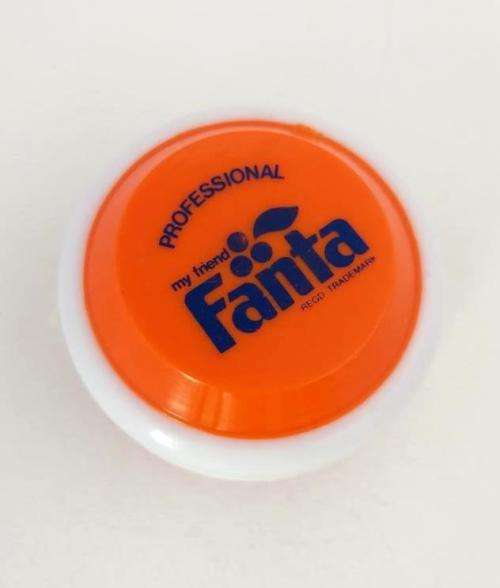 PROFESSIONAL
my friend
Fanta
REGD TRADEMARK